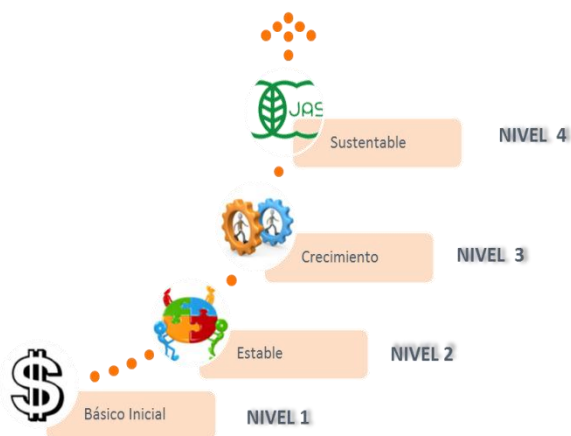 JAS
Sustentable
NIVEL 4
Crecimiento
NIVEL 3
Estable
NIVEL 2
$
Básico Inicial
NIVEL 1